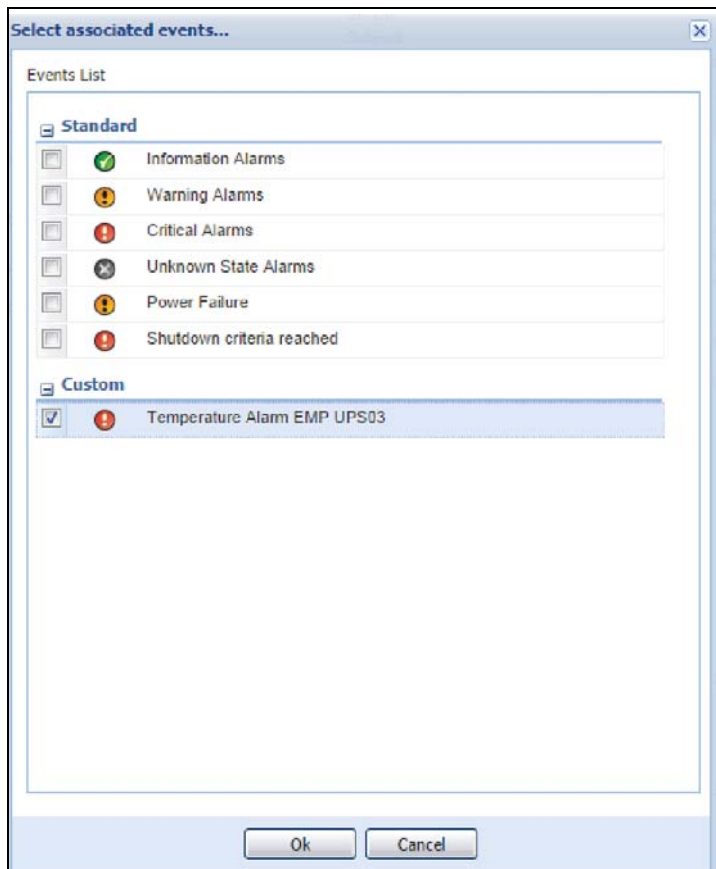 Select associated events...
Events List
Standard
Information Alarms
Warning Alarms
Critical Alarms
Unknown State Alarms
Power Failure
Shutdown criteria reached
Custom
Temperature Alarm EMP UPS03
Ok Cancel